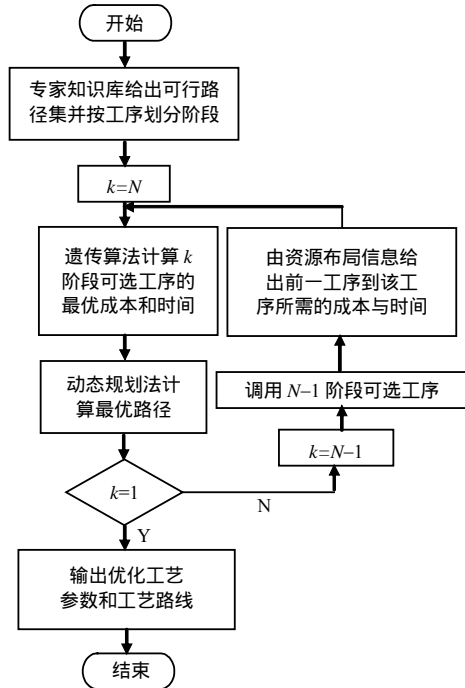 开始
专家知识库给出可行路
径集并按工序划分阶段
k=N
遗传算法计算 k
阶段可选工序的
最优成本和时间
由资源布局信息给
出前一工序到该工
序所需的成本与时间
动态规划法计
算最优路径
调用 N–1 阶段可选工序
k=N–1
k=1
N
Y
输出优化工艺
参数和工艺路线
结束